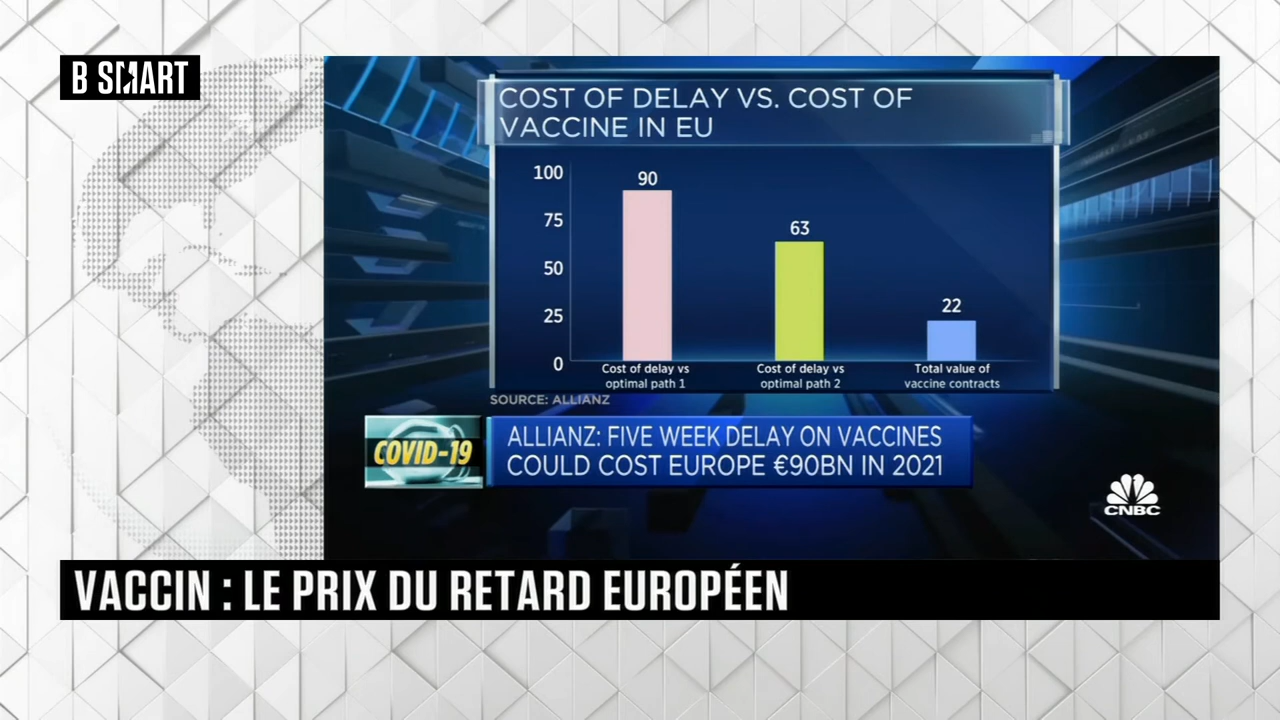 B SMART
COST OF DELAY VS. COST OF
VACCINE IN EU
100
75
50
25
0
90
63
22
Cost of delay vs
optimal path 1
Cost of delay vs
optimal path 2
Total value of
vaccine contracts
SOURCE: ALLIANZ
COVID-19
ALLIANZ: FIVE WEEK DELAY ON VACCINES
COULD COST EUROPE €90BN IN 2021
CNBC
VACCIN : LE PRIX DU RETARD EUROPÉEN